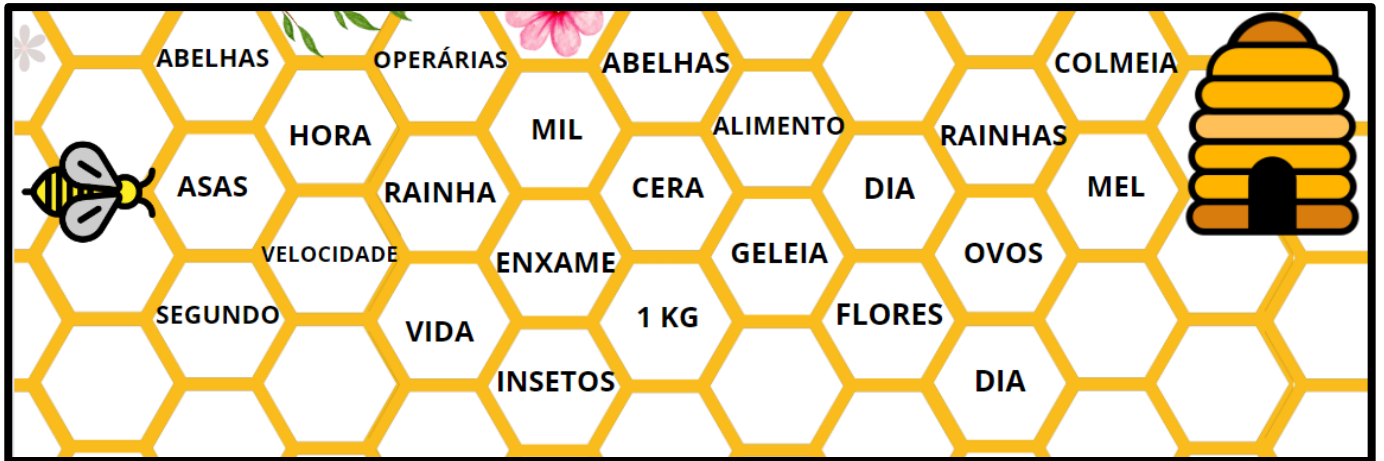 ABELHAS
OPERÁRIAS
ABELHAS
COLMEIA
HORA
MIL
ALIMENTO
RAINHAS
ASAS
RAINHA
CERA
DIA
MEL
VELOCIDADE
ENXAME
GELEIA
OVOS
SEGUNDO
VIDA
1 KG
FLORES
INSETOS
DIA